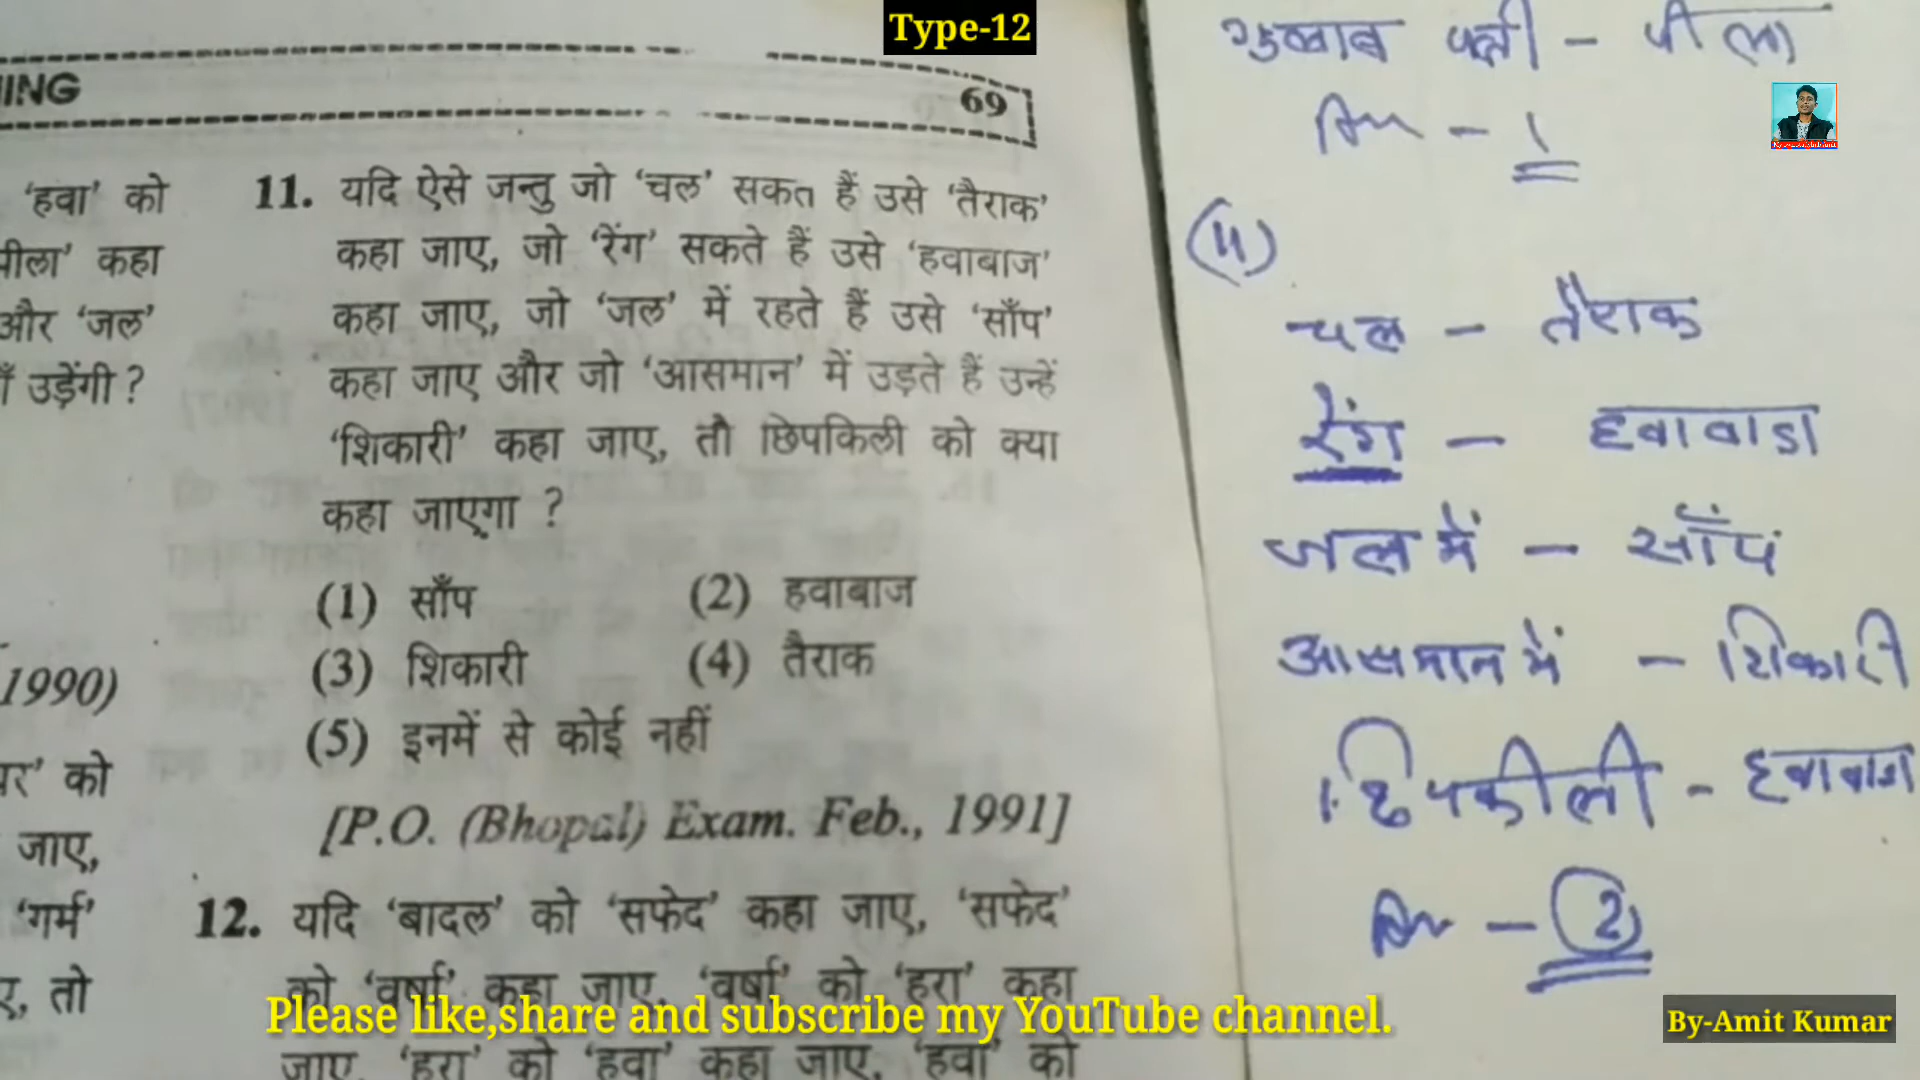 Type-12
ING
69
'हवा' को
पीला' कहा
और 'जल'
उड़ेंगी ?
1990)
को
जाए,
'गर्म'
तो
11. यदि ऐसे जन्तु जो 'चल' सकत हैं उसे 'तैराक'
कहा जाए, जो 'रेंग' सकते हैं उसे 'हवाबाज'
कहा जाए, जो 'जल' में रहते हैं उसे 'साँप'
कहा जाए और जो 'आसमान' में उड़ते हैं उन्हें
'शिकारी' कहा जाए, तौ छिपकिली को क्या
कहा जाएगा ?
(1) साँप (2) हवाबाज
(3) शिकारी (4) तैराक
(5) इनमें से कोई नहीं
[P.O. (Bhopal) Exam. Feb., 1991]
12. यदि 'बादल' को 'सफेद' कहा जाए, 'सफेद'
को 'वर्षा' कहा जाए, 'वर्षा' को 'हरा' कहा
जाए, 'हरा' को 'हवा' कहा जाए, 'हवा' को
– पीला
– 1
(11)
चल – तैराक
रेंग – हवाबाज
जल में – साँप
आसमान में – शिकारी
छिपकीली – हवाबाज
– 2
Please like,share and subscribe my YouTube channel.
By-Amit Kumar